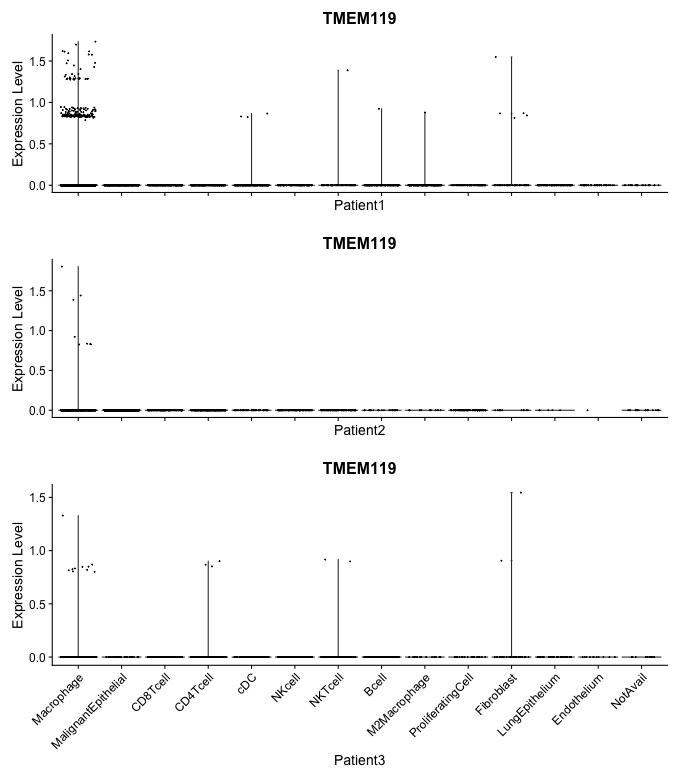 TMEM119
Expression Level
1.5
1.0
0.5
0.0
Patient1
TMEM119
Expression Level
1.5
1.0
0.5
0.0
Patient2
TMEM119
Expression Level
1.5
1.0
0.5
0.0
Macrophage
MalignantEpithelial
CD8Tcell
CD4Tcell
cDC
NKcell
NKTcell
Bcell
M2Macrophage
ProliferatingCell
Fibroblast
LungEpithelium
Endothelium
NotAvail
Patient3